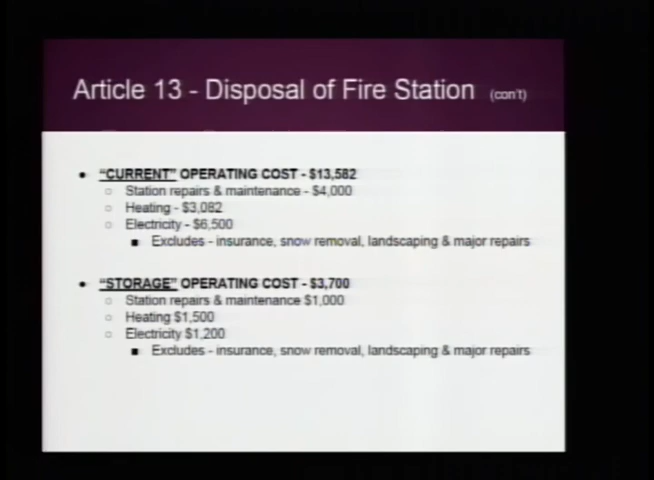 Article 13 - Disposal of Fire Station (con't)
• "CURRENT" OPERATING COST - $13,582
○ Station repairs & maintenance - $4,000
○ Heating - $3,082
○ Electricity - $6,500
■ Excludes - insurance, snow removal, landscaping & major repairs
• "STORAGE" OPERATING COST - $3,700
○ Station repairs & maintenance $1,000
○ Heating $1,500
○ Electricity $1,200
■ Excludes - insurance, snow removal, landscaping & major repairs